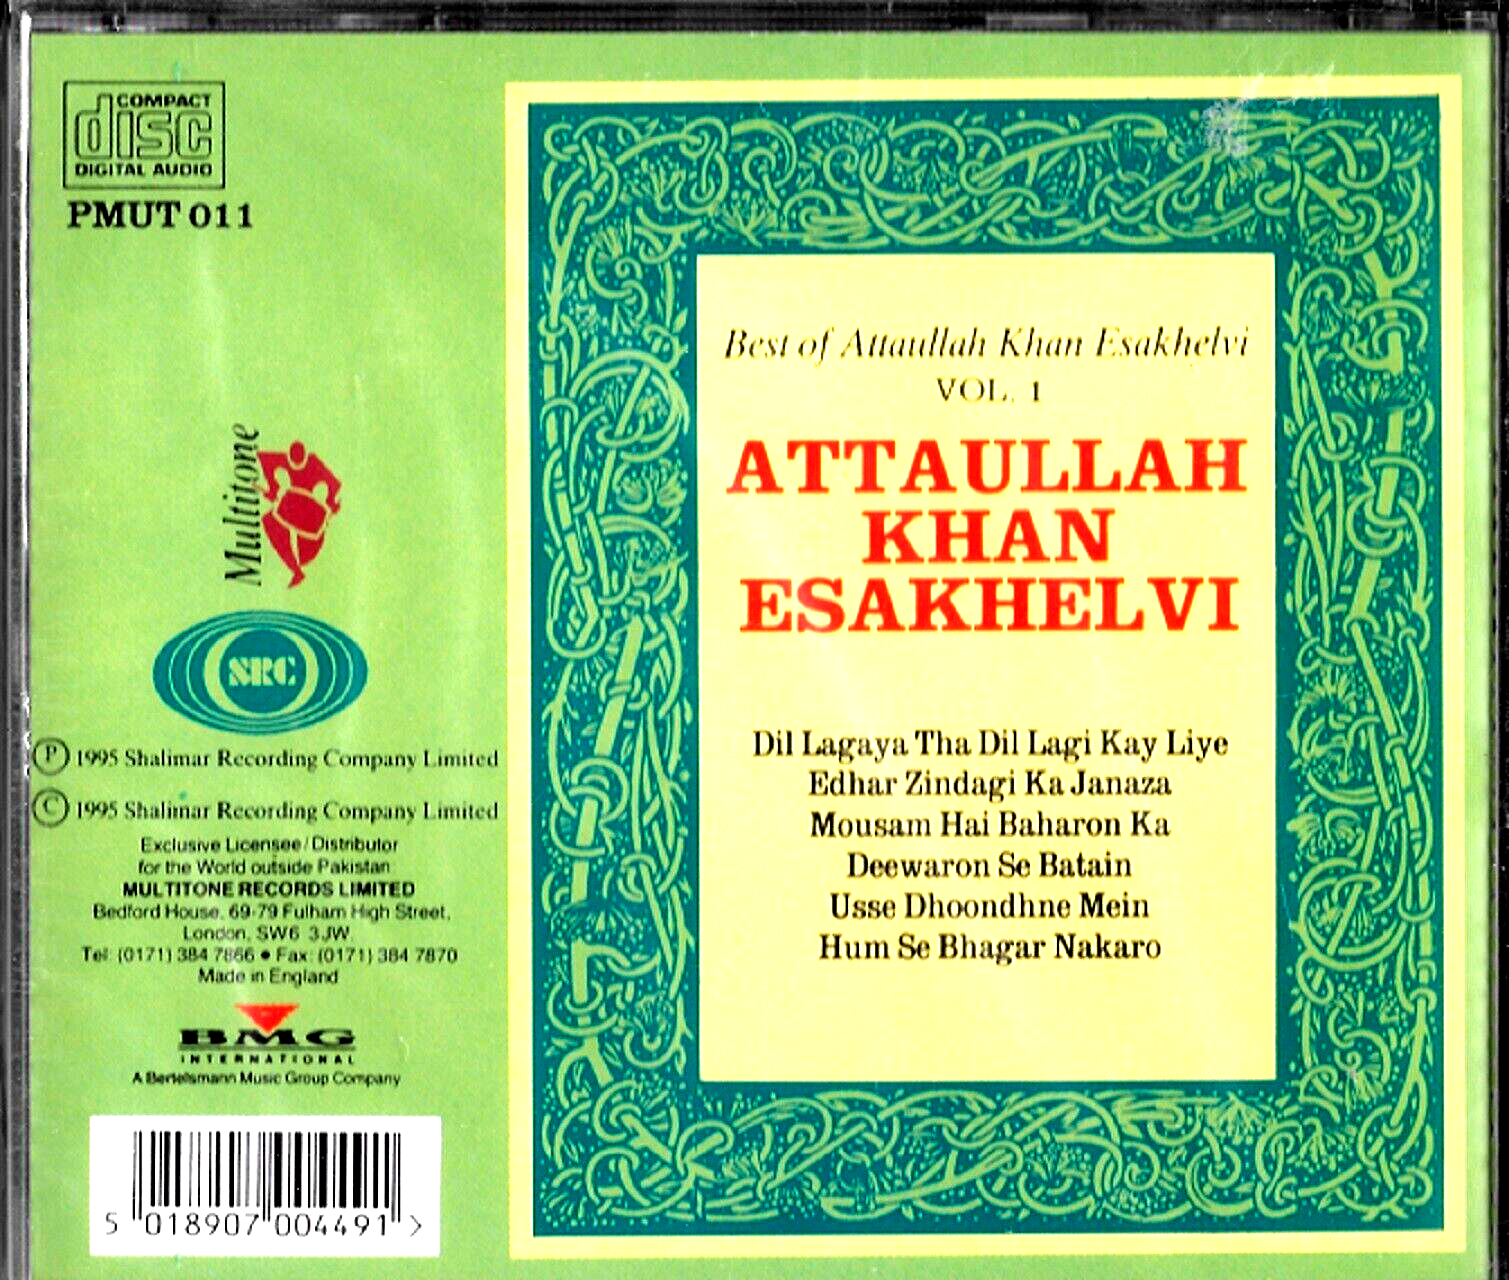 COMPACT
disc
DIGITAL AUDIO
PMUT 011
Multitone
SRC
P 1995 Shalimar Recording Company Limited
C 1995 Shalimar Recording Company Limited
Exclusive Licensee/Distributor
for the World outside Pakistan
MULTITONE RECORDS LIMITED
Bedford House, 69-79 Fulham High Street,
London, SW6 3JW.
Tel: (0171) 384 7866 ● Fax: (0171) 384 7870
Made in England
BMG
INTERNATIONAL
A Bertelsmann Music Group Company
5 018907 004491 >
Best of Attaullah Khan Esakhelvi
VOL. 1
ATTAULLAH
KHAN
ESAKHELVI
Dil Lagaya Tha Dil Lagi Kay Liye
Edhar Zindagi Ka Janaza
Mousam Hai Baharon Ka
Deewaron Se Batain
Usse Dhoondhne Mein
Hum Se Bhagar Nakaro